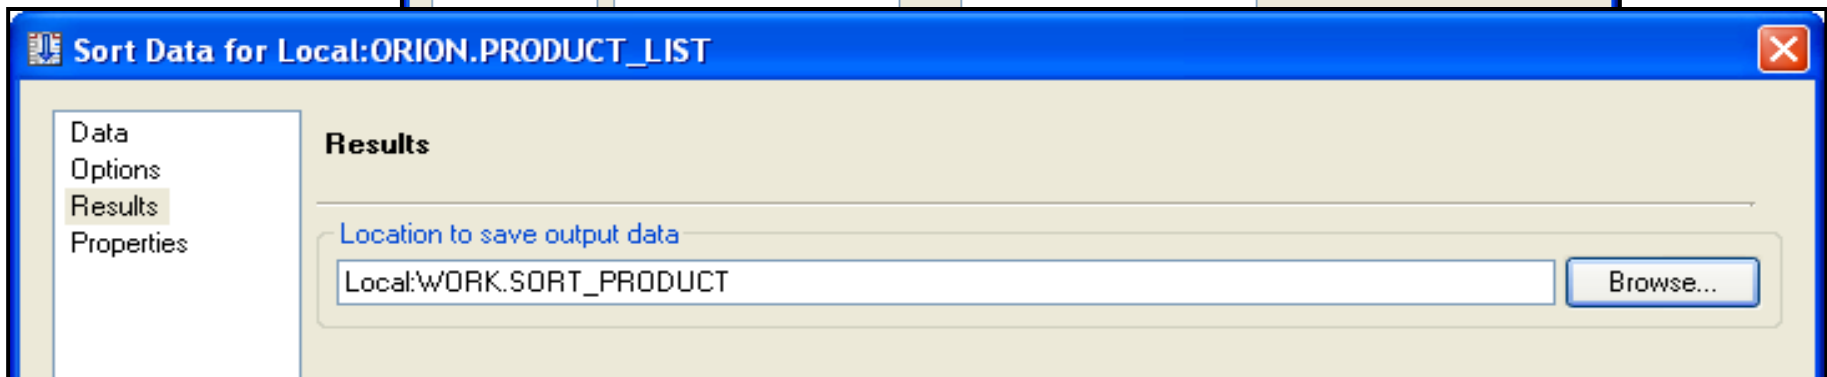 Sort Data for Local:ORION.PRODUCT_LIST
Data
Options
Results
Properties
Results
Location to save output data
Local:WORK.SORT_PRODUCT
Browse...